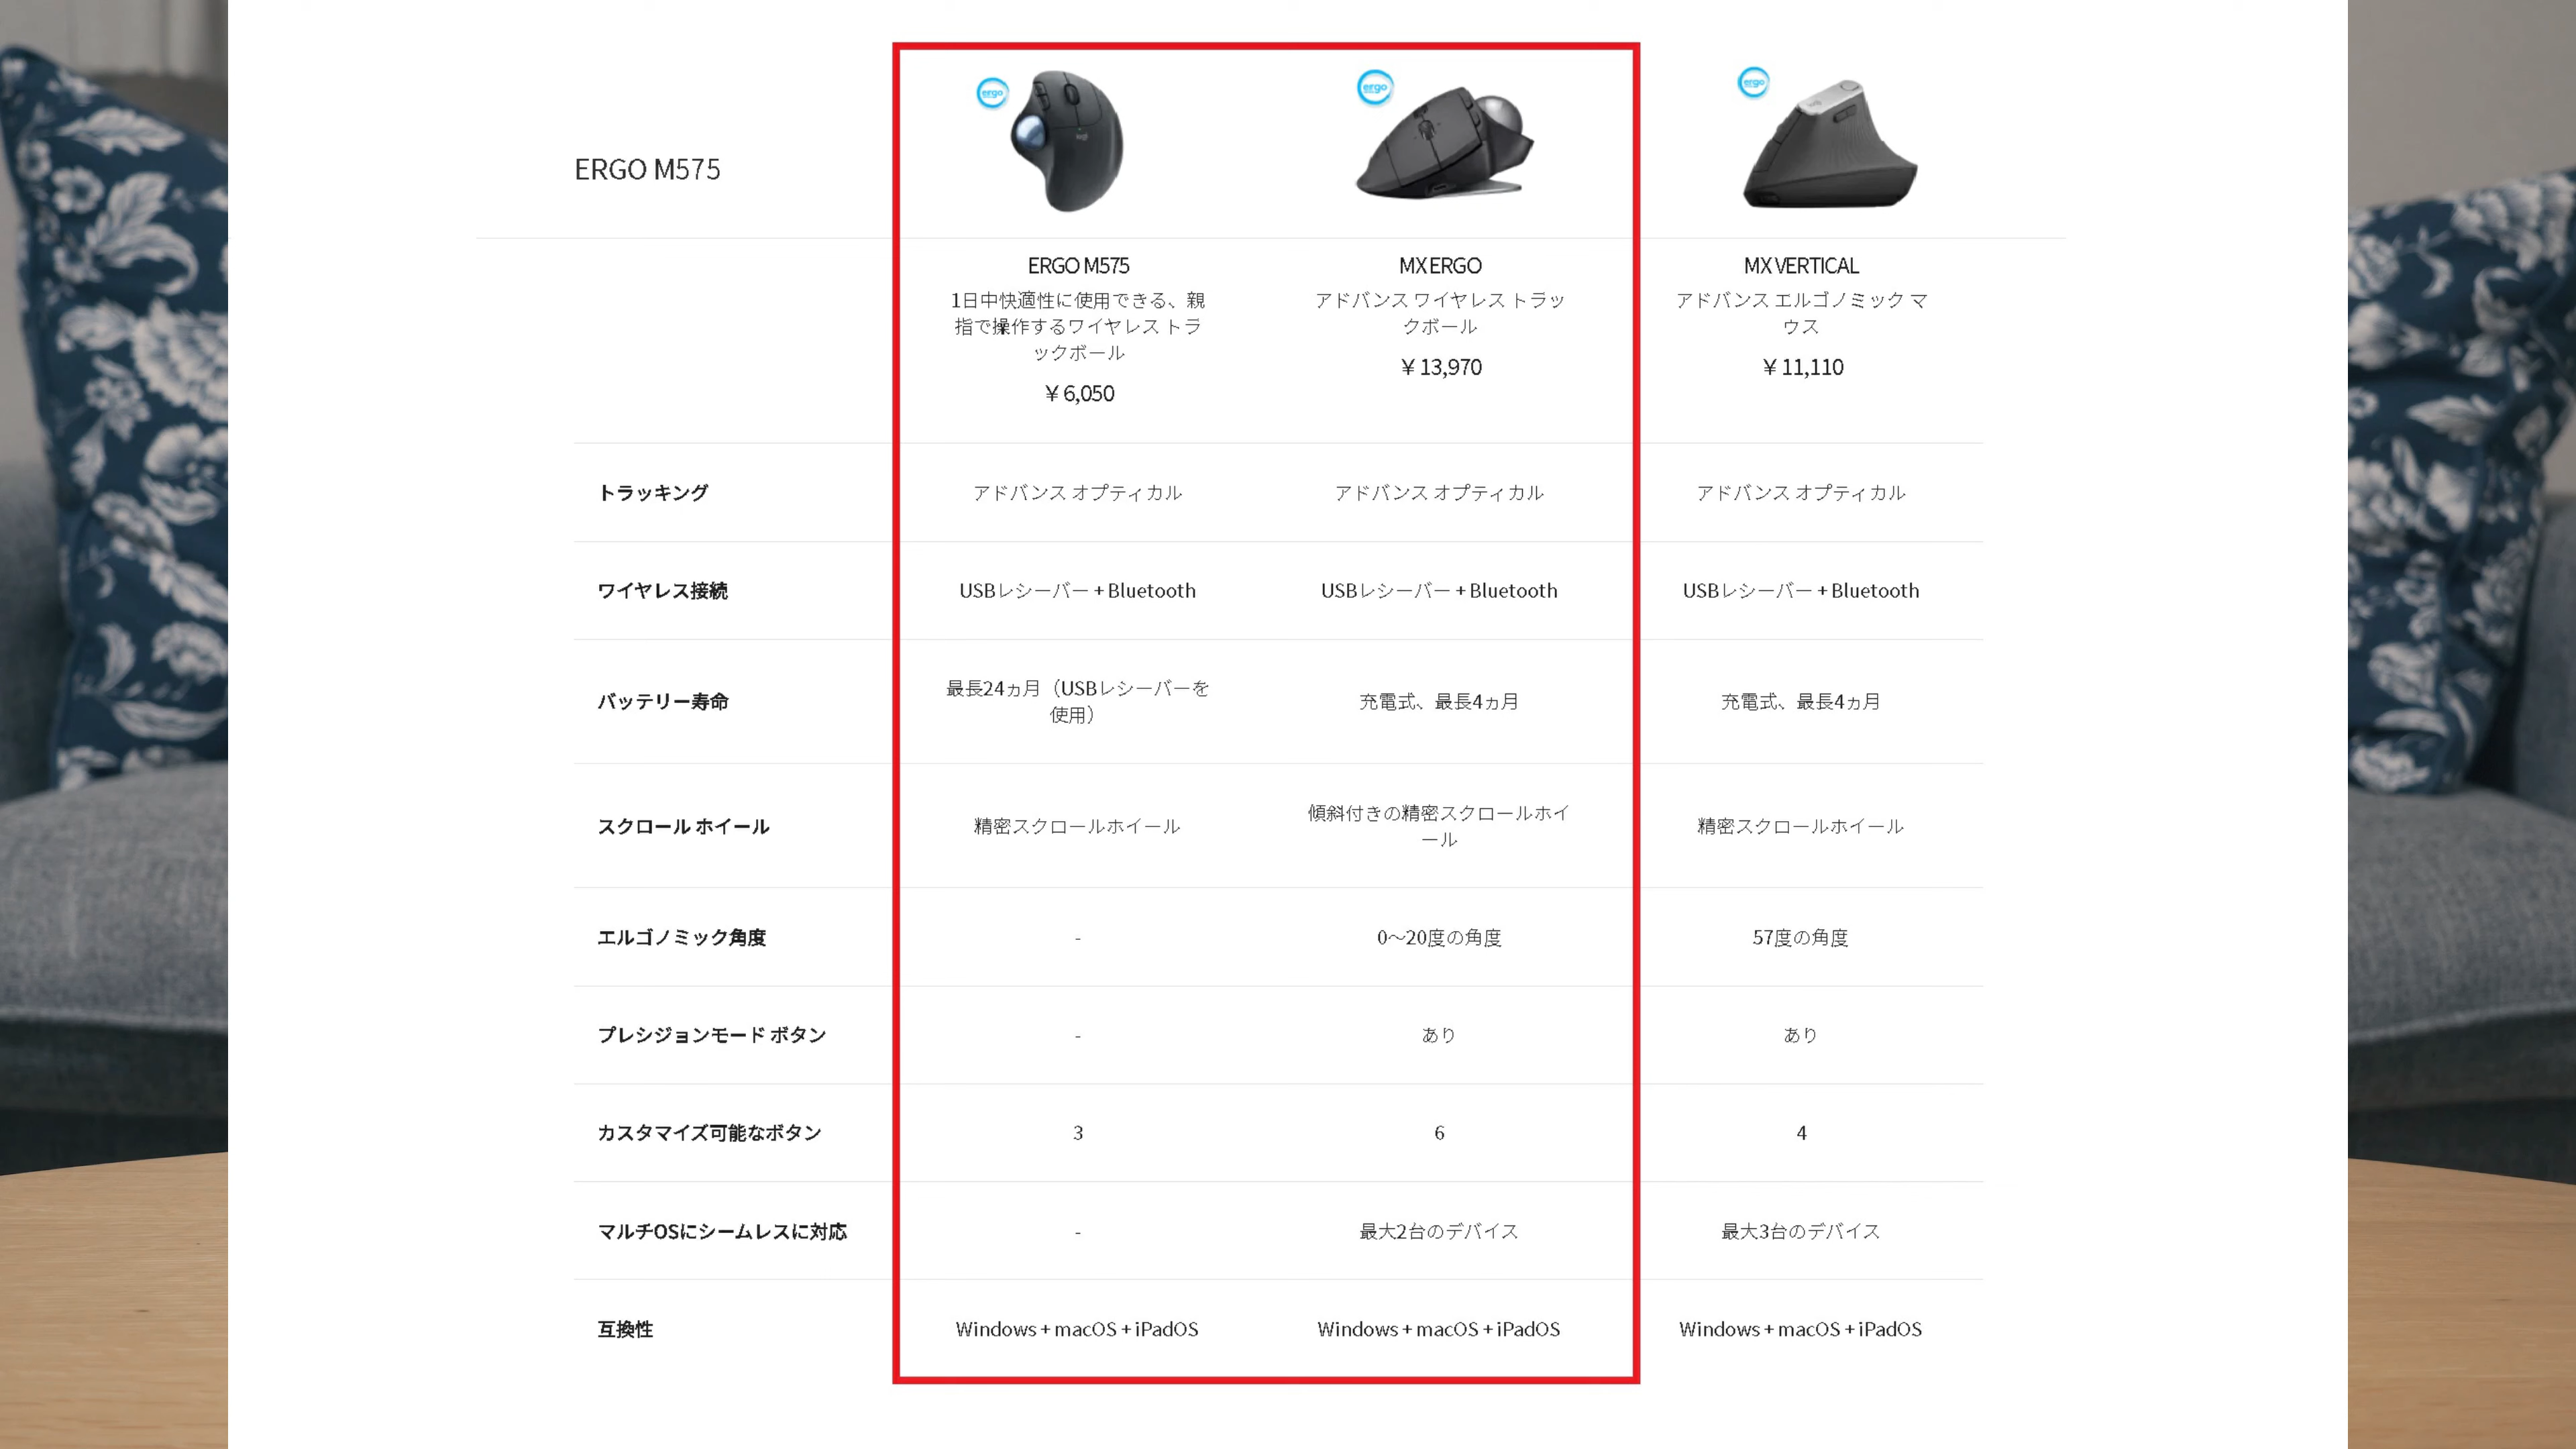 ergo
ergo
ergo
logi
ERGO M575
ERGO M575
1日中快適性に使用できる、親
指で操作するワイヤレス トラ
ックボール
¥ 6,050
MX ERGO
アドバンス ワイヤレス トラッ
クボール
¥ 13,970
MX VERTICAL
アドバンス エルゴノミック マ
ウス
¥ 11,110
トラッキング
アドバンス オプティカル
アドバンス オプティカル
アドバンス オプティカル
ワイヤレス接続
USBレシーバー + Bluetooth
USBレシーバー + Bluetooth
USBレシーバー + Bluetooth
バッテリー寿命
最長24ヵ月（USBレシーバーを
使用）
充電式、最長4ヵ月
充電式、最長4ヵ月
スクロール ホイール
精密スクロールホイール
傾斜付きの精密スクロールホイ
ール
精密スクロールホイール
エルゴノミック角度
-
0～20度の角度
57度の角度
プレシジョンモード ボタン
-
あり
あり
カスタマイズ可能なボタン
3
6
4
マルチOSにシームレスに対応
-
最大2台のデバイス
最大3台のデバイス
互換性
Windows + macOS + iPadOS
Windows + macOS + iPadOS
Windows + macOS + iPadOS